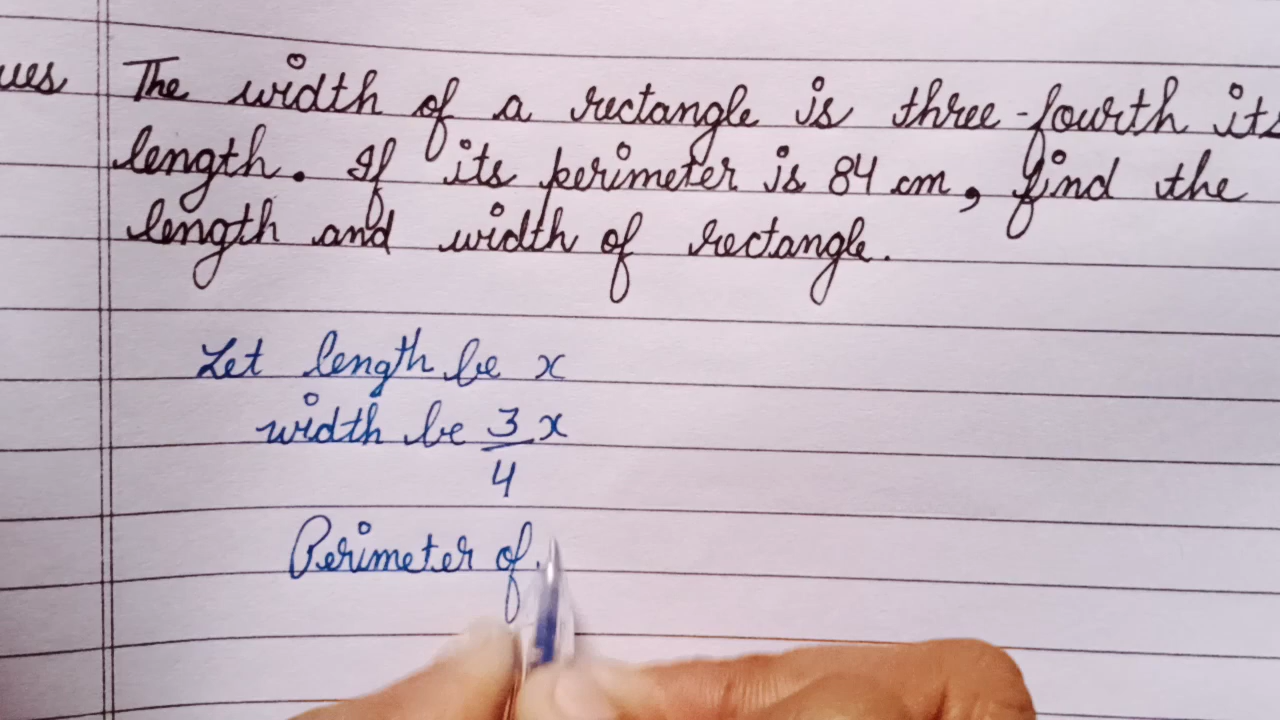 ues The width of a rectangle is three-fourth its
length. If its perimeter is 84 cm, find the
length and width of rectangle.
Let length be x
width be 3/4 x
Perimeter of